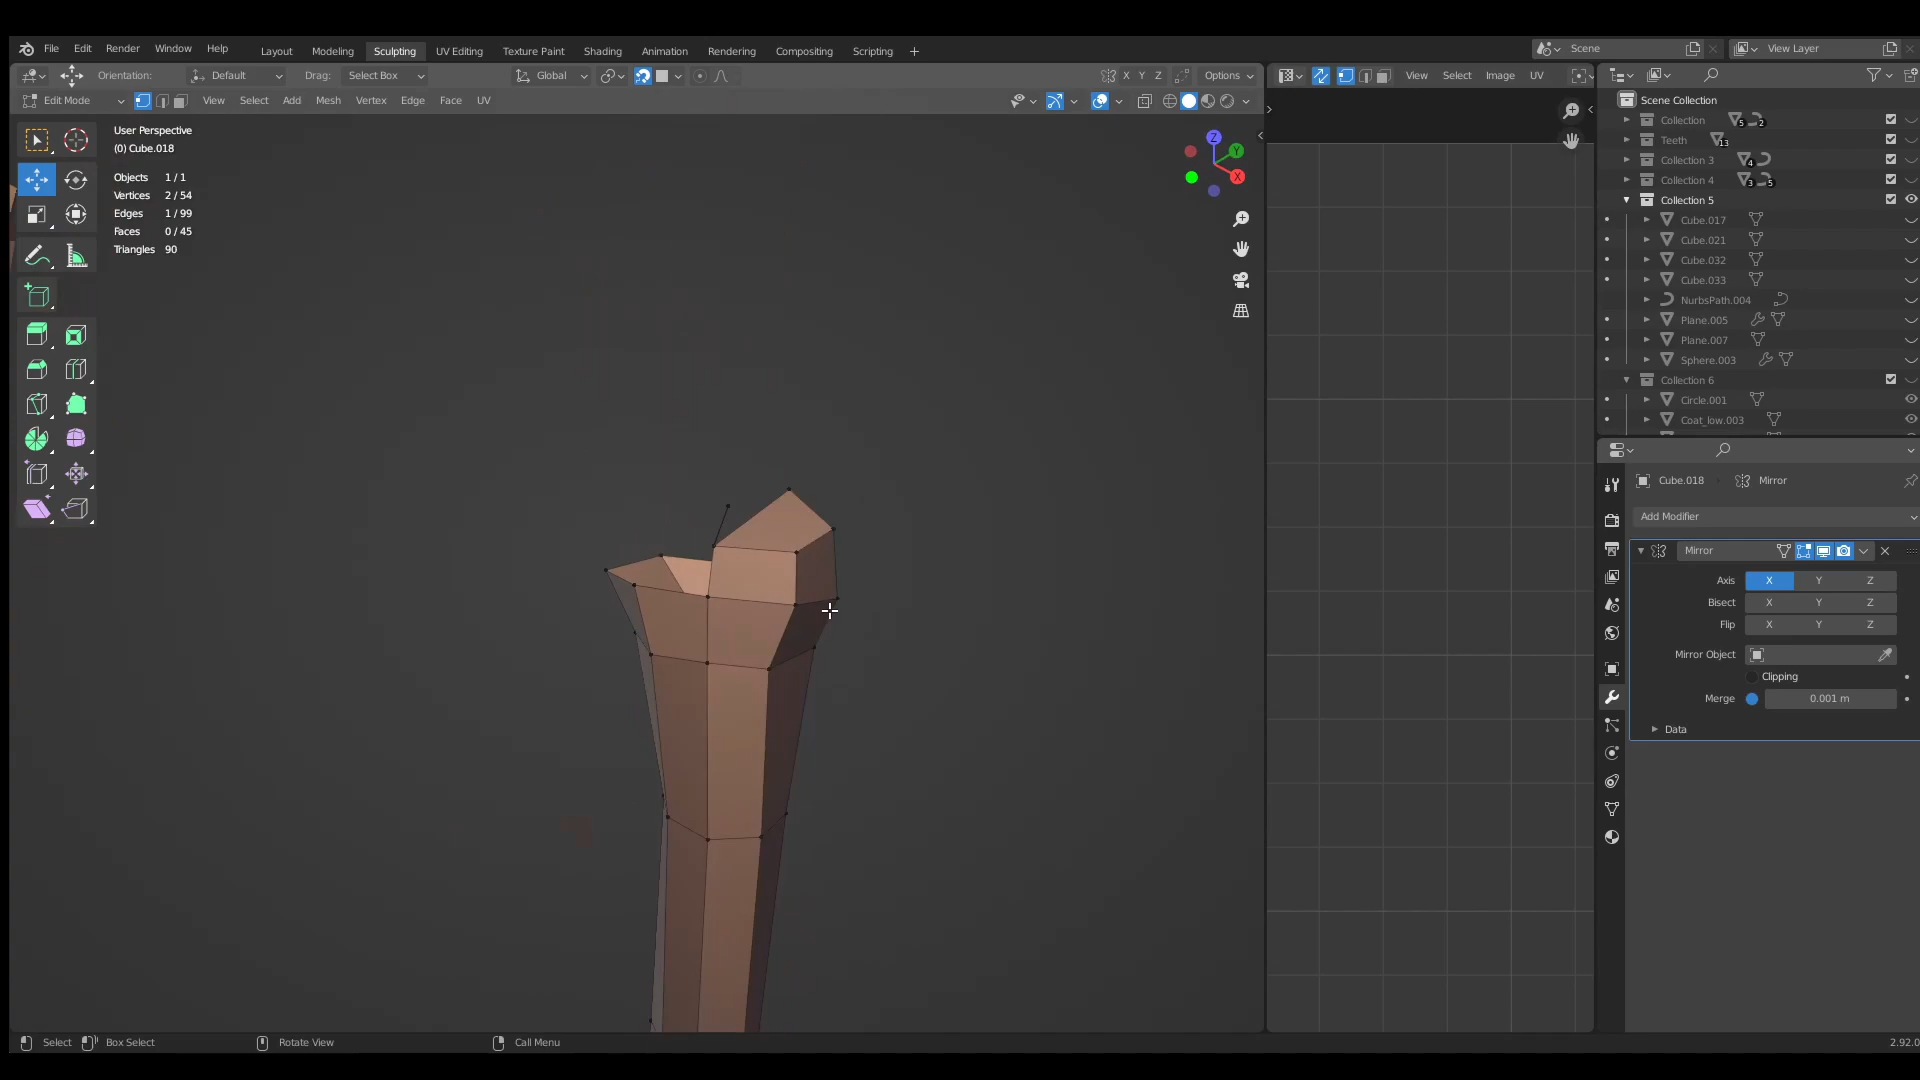 File Edit Render Window Help
Layout Modeling Sculpting UV Editing Texture Paint Shading Animation Rendering Compositing Scripting
Scene View Layer
Orientation: Default Drag: Select Box Global X Y Z Options
View Select Image UV
Edit Mode View Select Add Mesh Vertex Edge Face UV
User Perspective
(0) Cube.018
Objects 1 / 1
Vertices 2 / 54
Edges 1 / 99
Faces 0 / 45
Triangles 90
Z
Y
X
Scene Collection
Collection 5 2
Teeth 13
Collection 3 4
Collection 4 3 5
Collection 5
Cube.017
Cube.021
Cube.032
Cube.033
NurbsPath.004
Plane.005
Plane.007
Sphere.003
Collection 6
Circle.001
Coat_low.003
Cube.018 Mirror
Add Modifier
Mirror
Axis X Y Z
Bisect X Y Z
Flip X Y Z
Mirror Object
Clipping
Merge 0.001 m
Data
Select Box Select Rotate View Call Menu
2.92.0